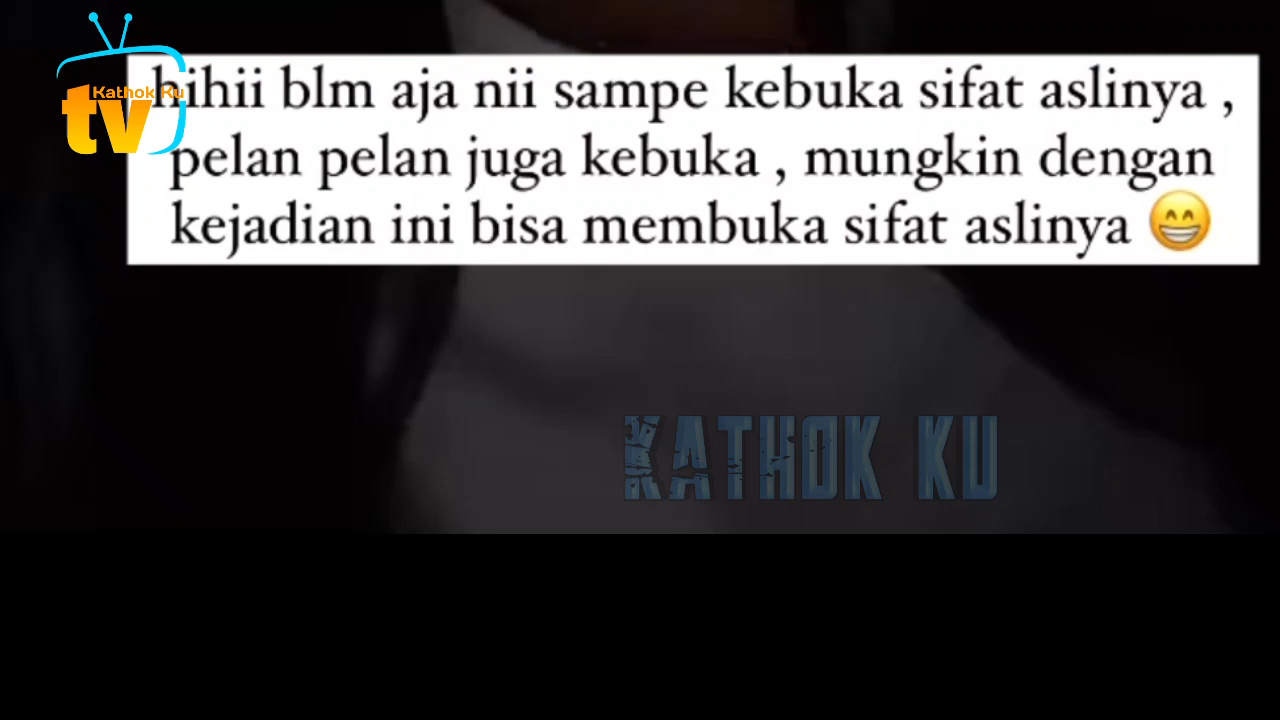 Kathok Ku
tv
hihii blm aja nii sampe kebuka sifat aslinya ,
pelan pelan juga kebuka , mungkin dengan
kejadian ini bisa membuka sifat aslinya 😁
KATHOK KU